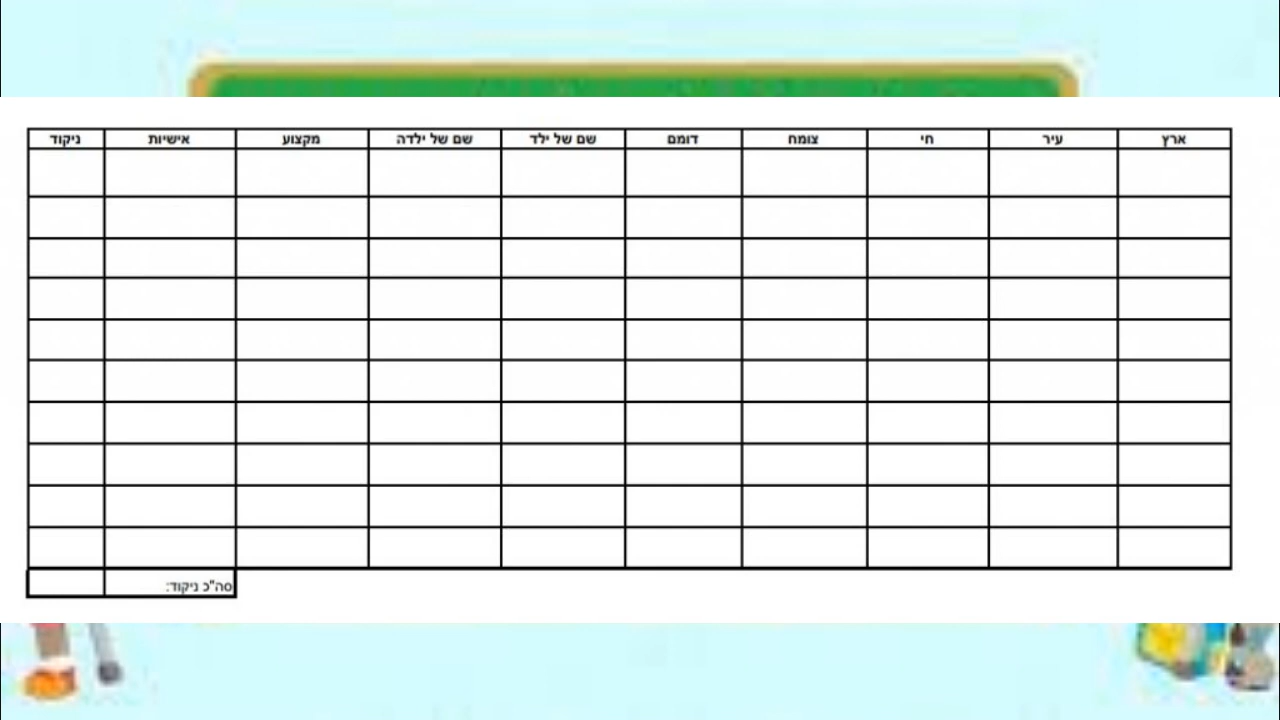 ארץ עיר חי צומח דומם שם של ילד שם של ילדה מקצוע אישיות ניקוד
סה"כ ניקוד: